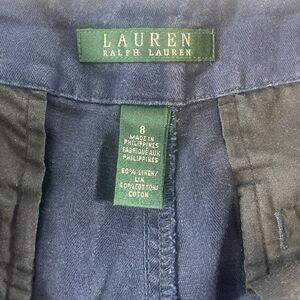 LAUREN
RALPH LAUREN
8
MADE IN
PHILIPPINES
FABRIQUÉ AUX
PHILIPPINES
60% LINEN/
LIN
40% COTTON/
COTON